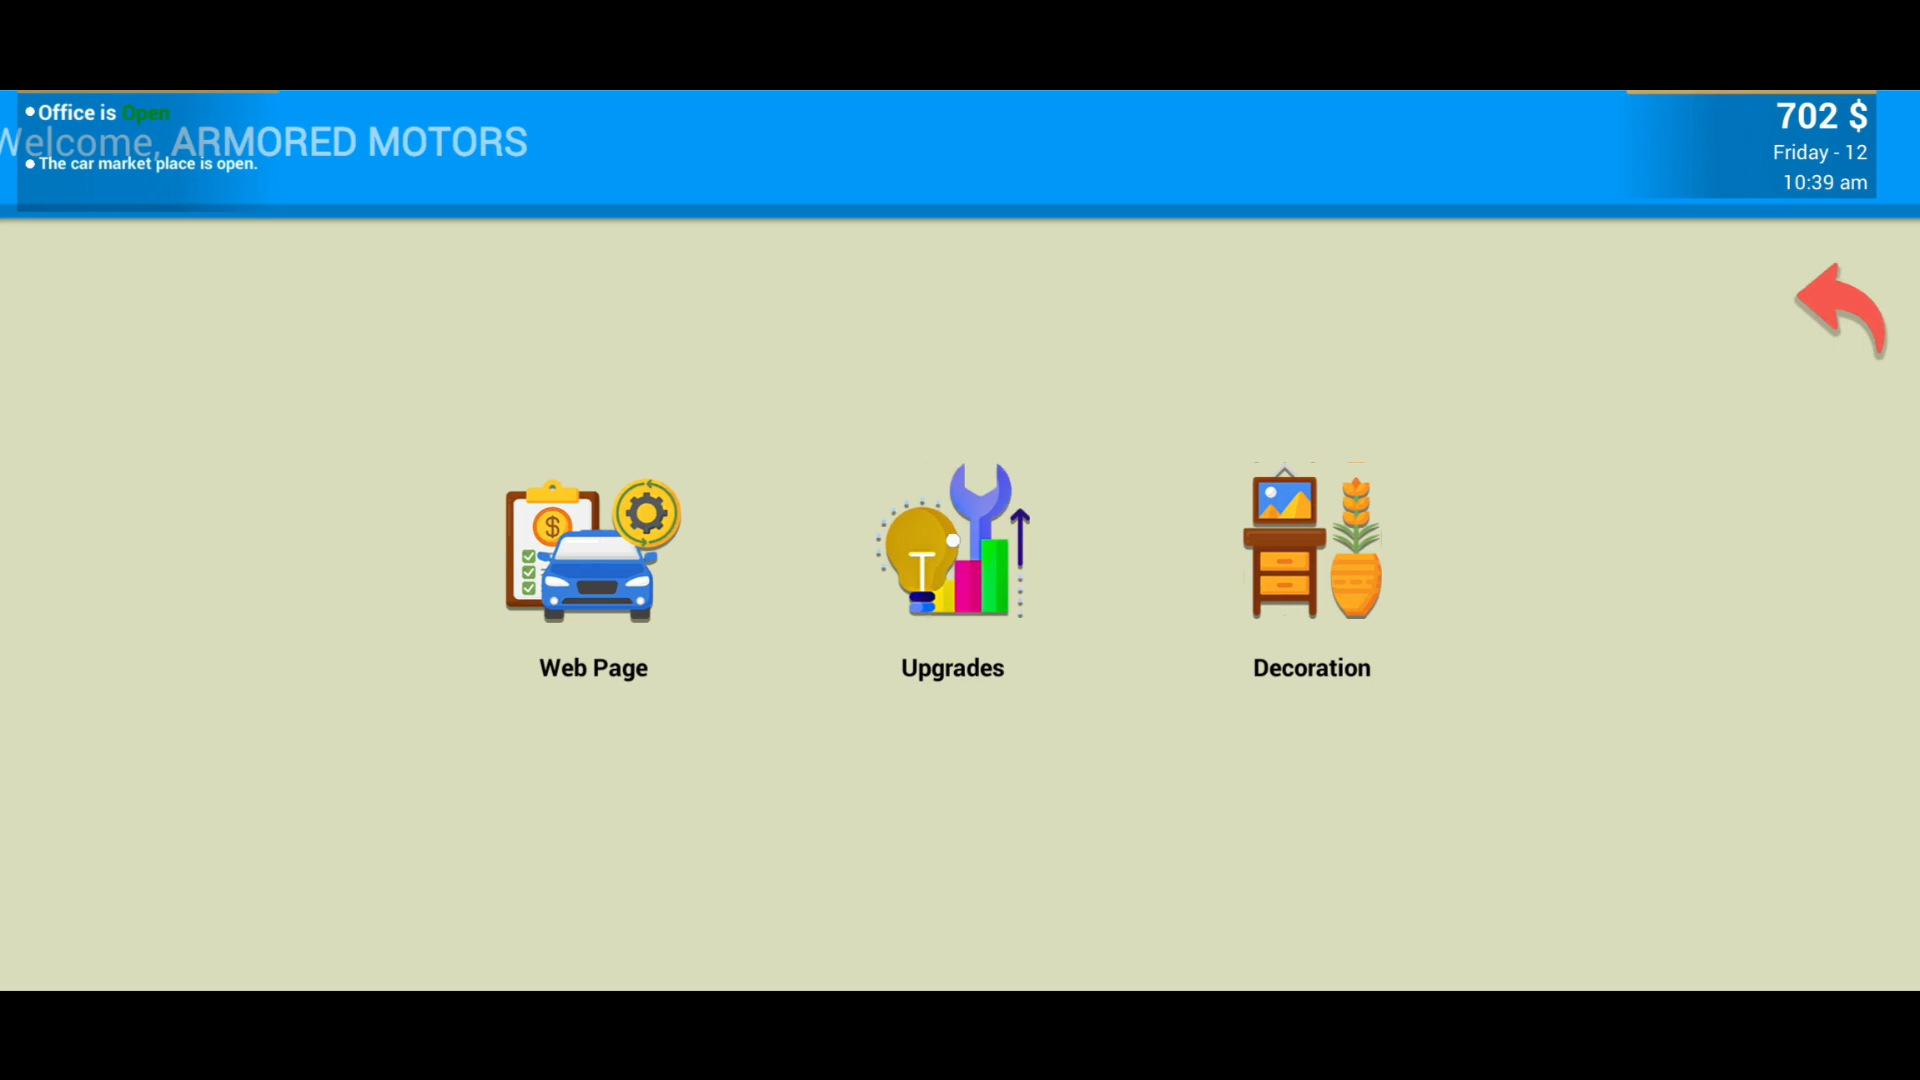 Office is Open
Welcome, ARMORED MOTORS
The car market place is open.
702 $
Friday - 12
10:39 am
$
Web Page
Upgrades
Decoration